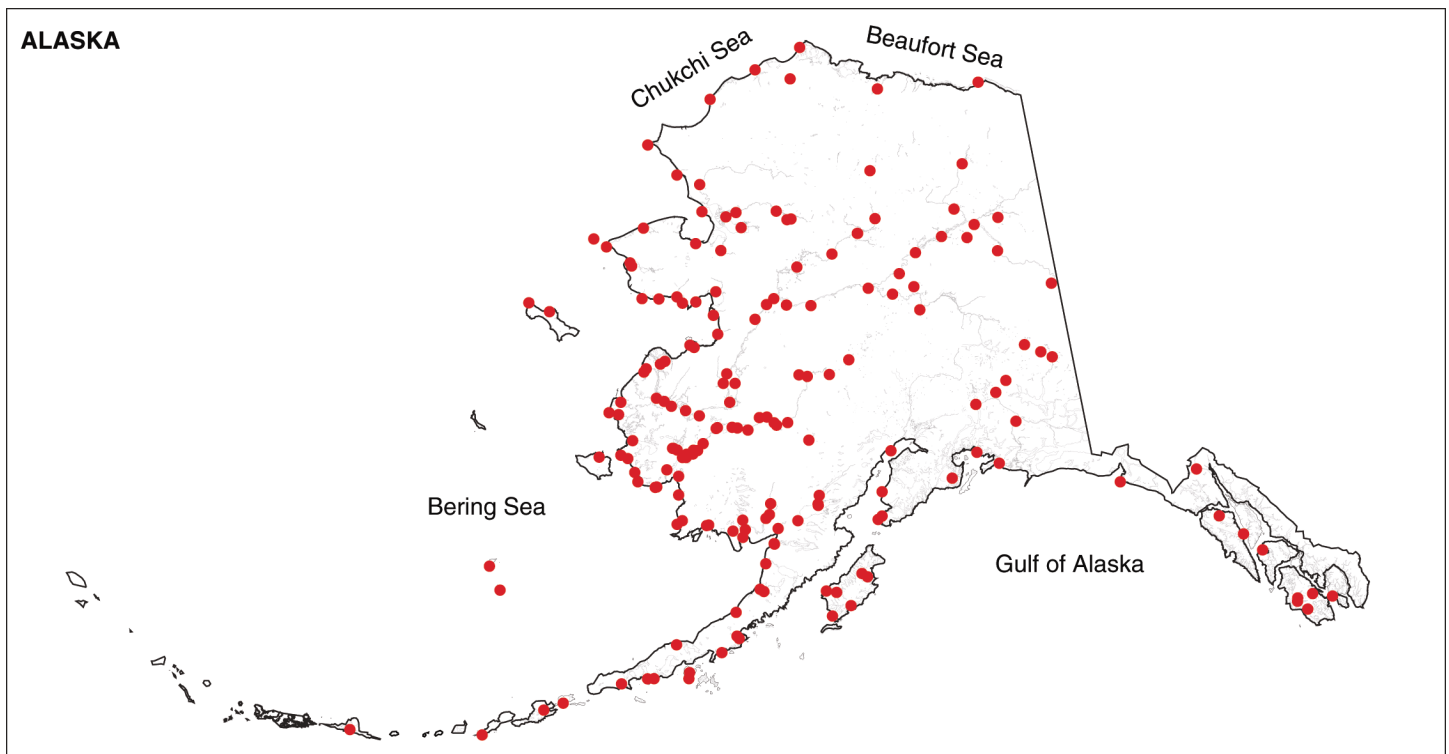 ALASKA
Chukchi Sea
Beaufort Sea
Bering Sea
Gulf of Alaska